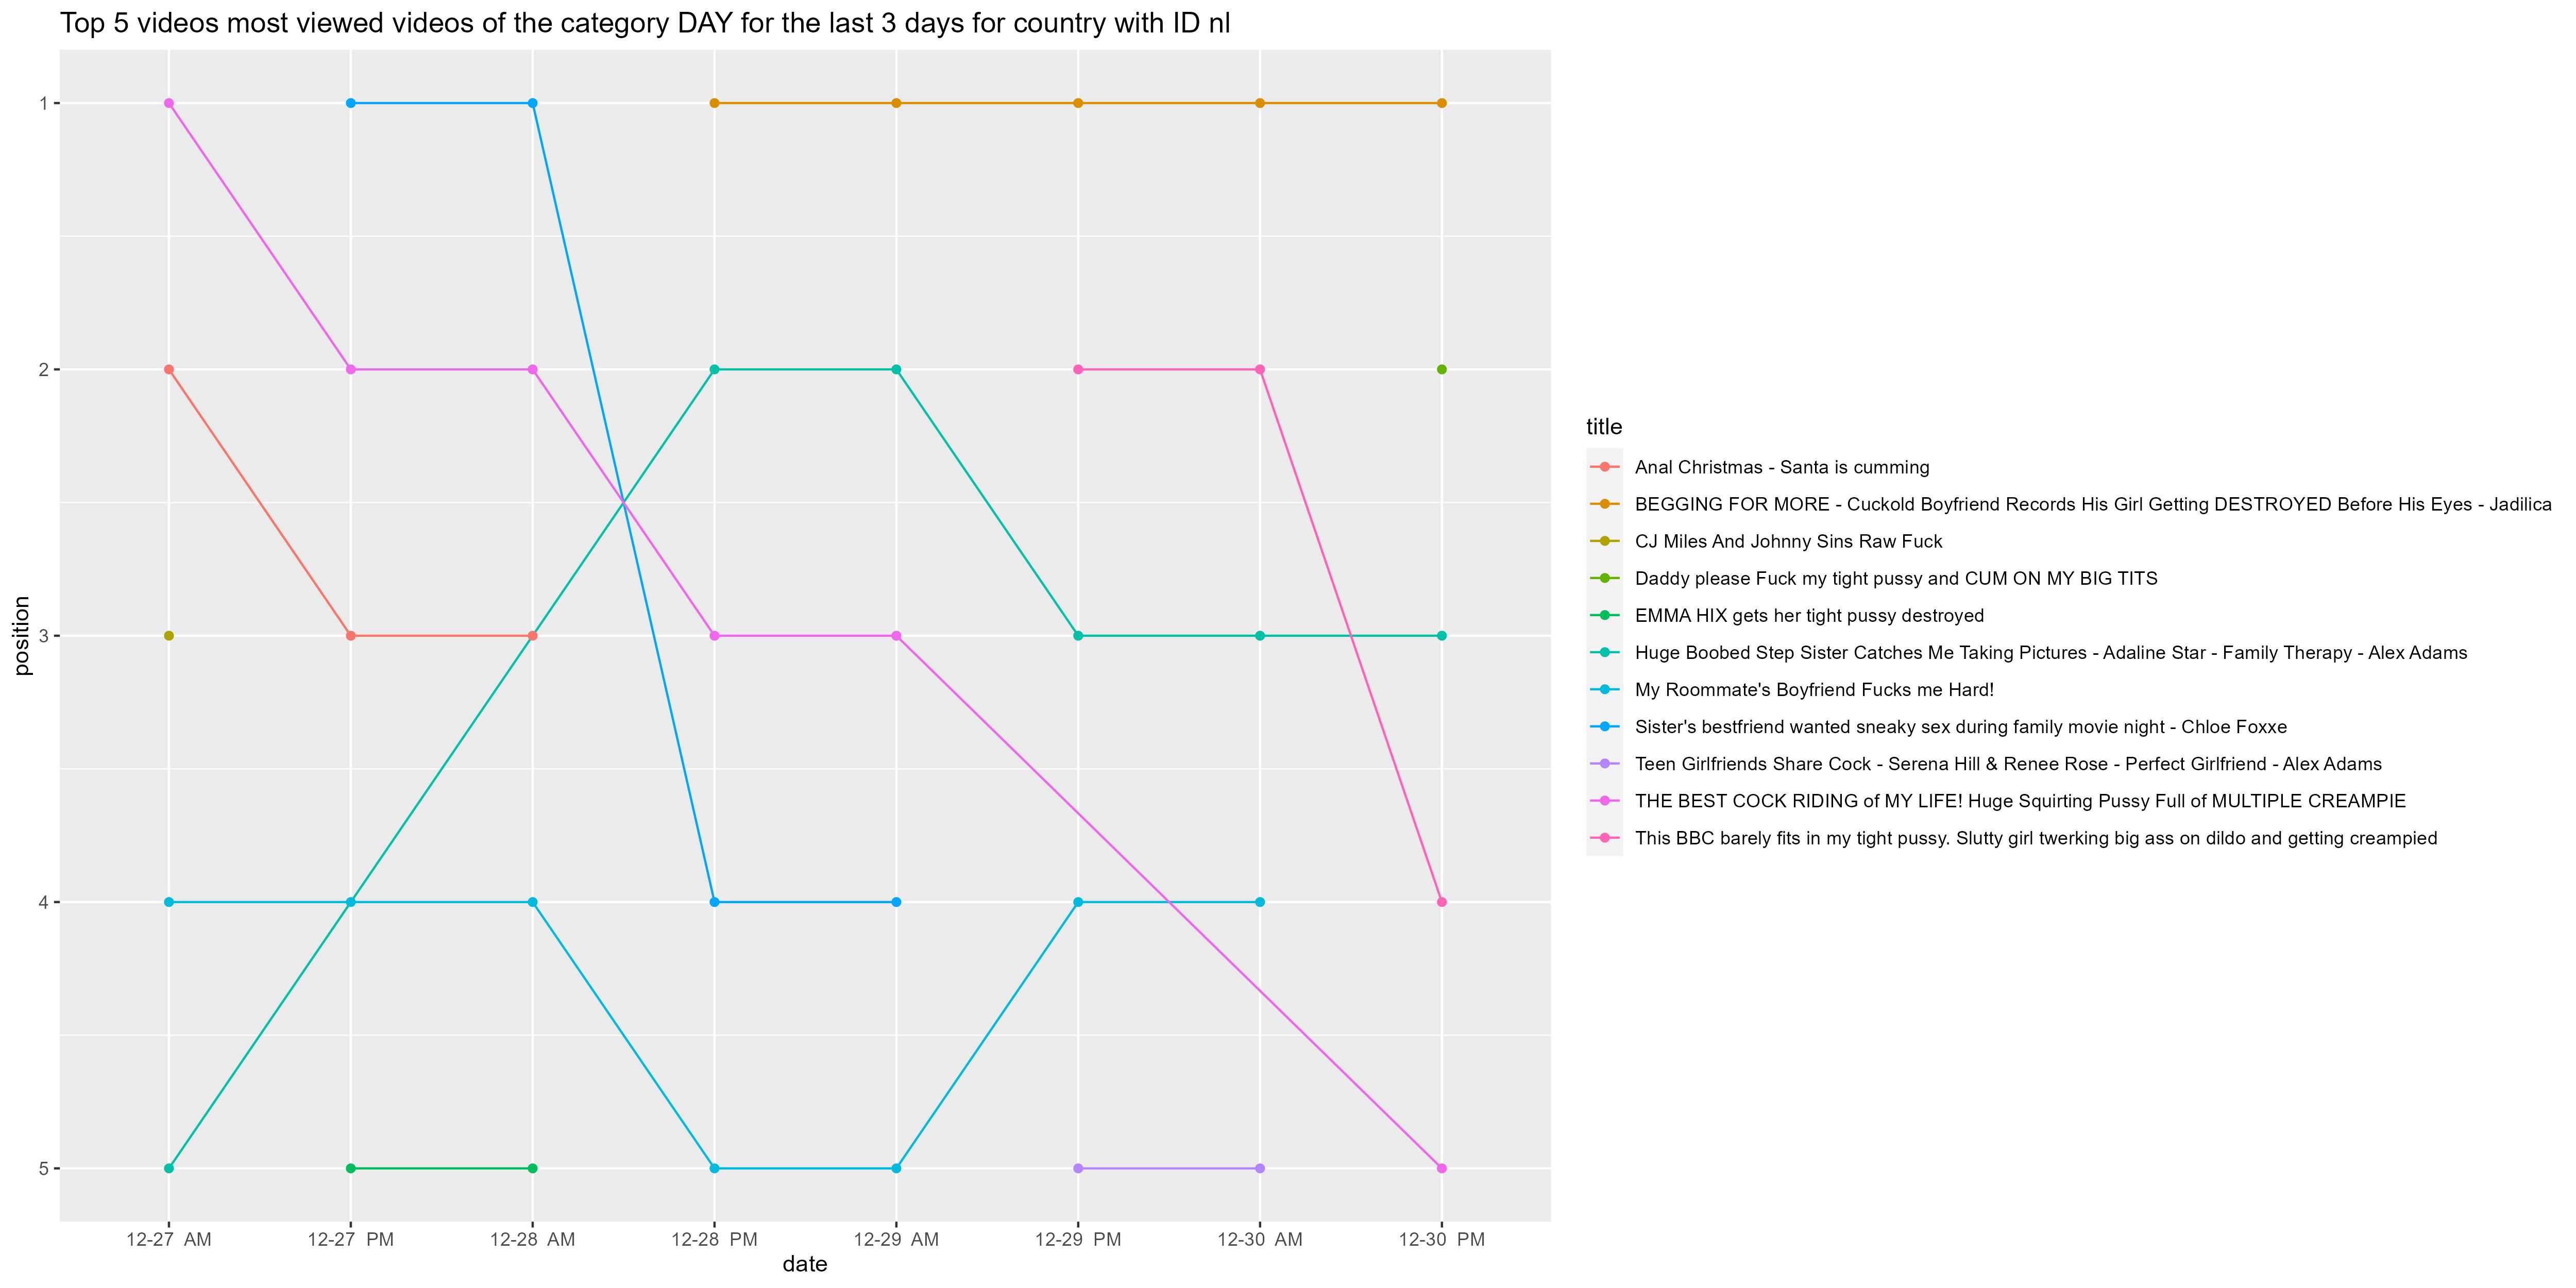 Top 5 videos most viewed videos of the category DAY for the last 3 days for country with ID nl
position
1
2
3
4
5
12-27 AM
12-27 PM
12-28 AM
12-28 PM
12-29 AM
12-29 PM
12-30 AM
12-30 PM
date
title
Anal Christmas - Santa is cumming
BEGGING FOR MORE - Cuckold Boyfriend Records His Girl Getting DESTROYED Before His Eyes - Jadilica
CJ Miles And Johnny Sins Raw Fuck
Daddy please Fuck my tight pussy and CUM ON MY BIG TITS
EMMA HIX gets her tight pussy destroyed
Huge Boobed Step Sister Catches Me Taking Pictures - Adaline Star - Family Therapy - Alex Adams
My Roommate's Boyfriend Fucks me Hard!
Sister's bestfriend wanted sneaky sex during family movie night - Chloe Foxxe
Teen Girlfriends Share Cock - Serena Hill & Renee Rose - Perfect Girlfriend - Alex Adams
THE BEST COCK RIDING of MY LIFE! Huge Squirting Pussy Full of MULTIPLE CREAMPIE
This BBC barely fits in my tight pussy. Slutty girl twerking big ass on dildo and getting creampied